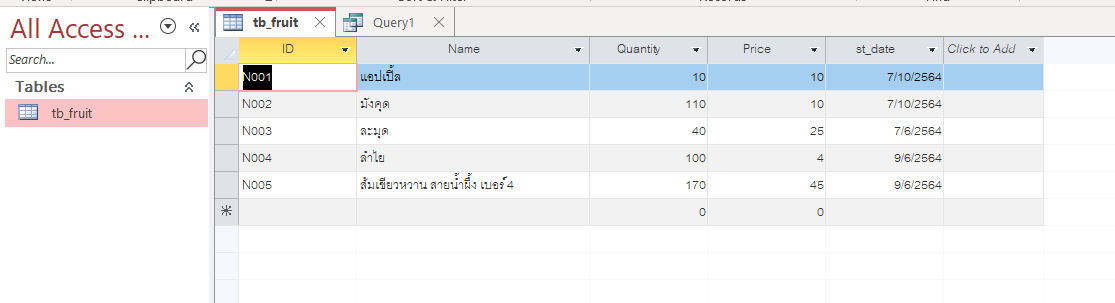 tb_fruit Query1
All Access ...
Search...
Tables
tb_fruit
ID Name Quantity Price st_date Click to Add
N001 แอปเปิ้ล 10 10 7/10/2564
N002 มังคุด 110 10 7/10/2564
N003 ละมุด 40 25 7/6/2564
N004 ลำไย 100 4 9/6/2564
N005 ส้มเขียวหวาน สายน้ำผึ้ง เบอร์ 4 170 45 9/6/2564
0 0